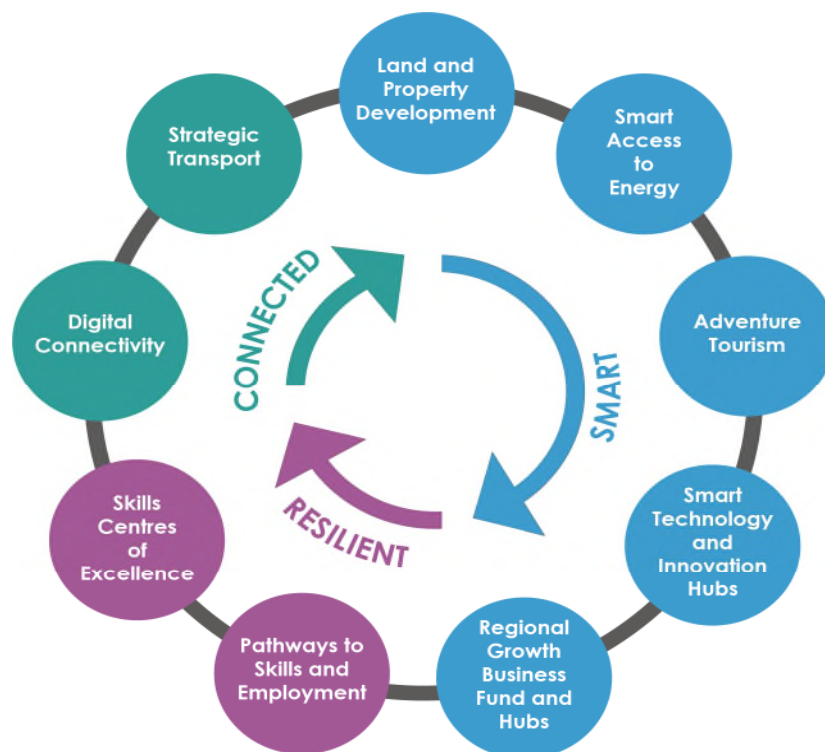 Land and
Property
Development
Smart
Access
to
Energy
Adventure
Tourism
Smart
Technology
and
Innovation
Hubs
Regional
Growth
Business
Fund and
Hubs
Pathways to
Skills and
Employment
Skills
Centres
of
Excellence
Digital
Connectivity
Strategic
Transport
CONNECTED
SMART
RESILIENT